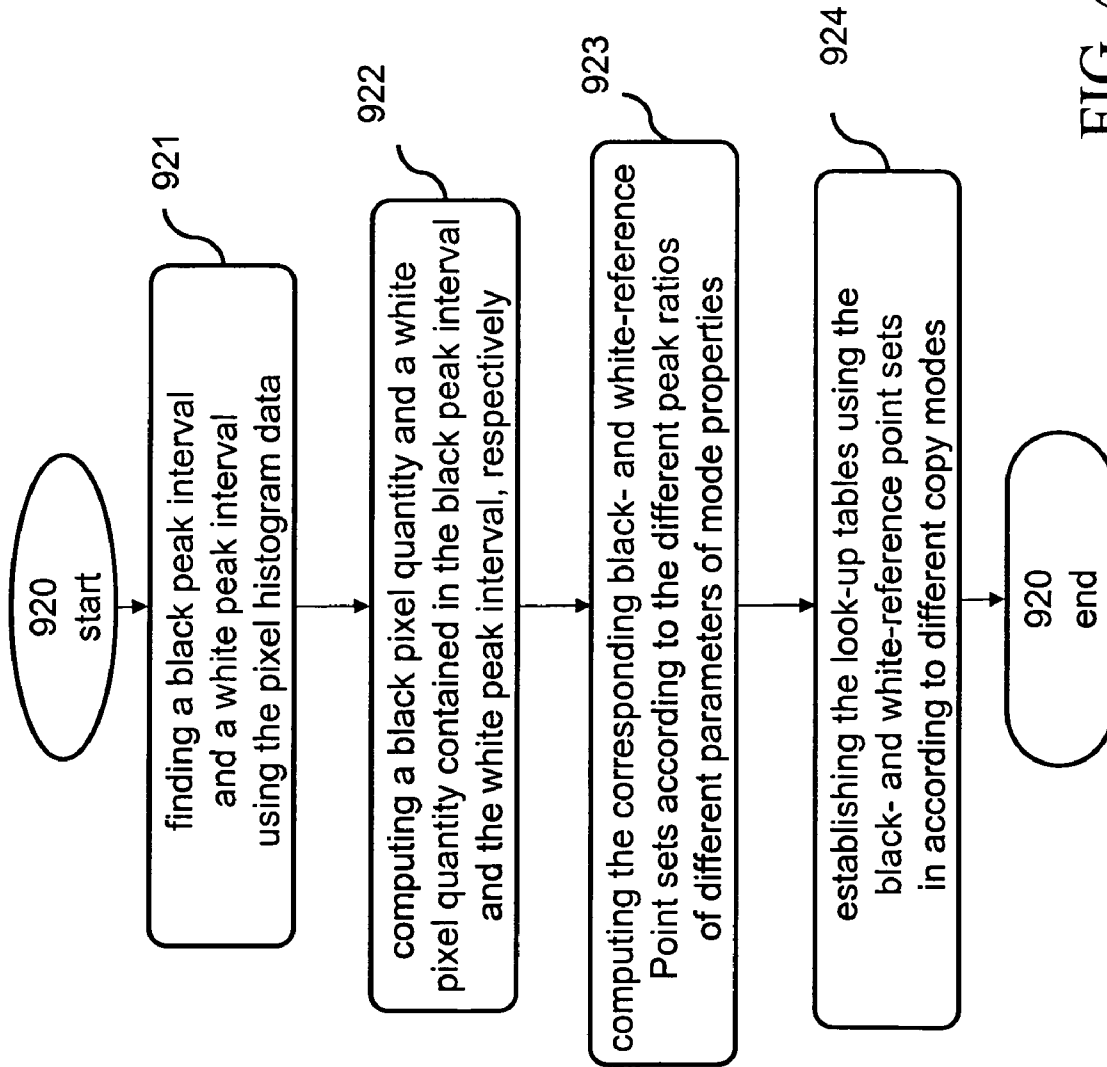 920
start
921
finding a black peak interval
and a white peak interval
using the pixel histogram data
922
computing a black pixel quantity and a white
pixel quantity contained in the black peak interval
and the white peak interval, respectively
923
computing the corresponding black- and white-reference
Point sets according to the different peak ratios
of different parameters of mode properties
924
establishing the look-up tables using the
black- and white-reference point sets
in according to different copy modes
920
end
FIG.